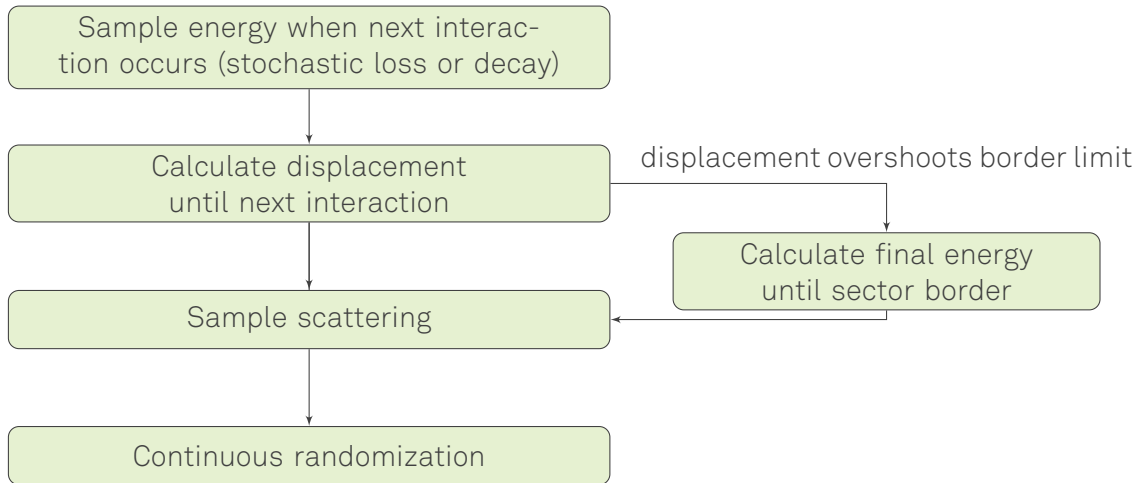 Sample energy when next interac-
tion occurs (stochastic loss or decay)
Calculate displacement
until next interaction
displacement overshoots border limit
Calculate final energy
until sector border
Sample scattering
Continuous randomization